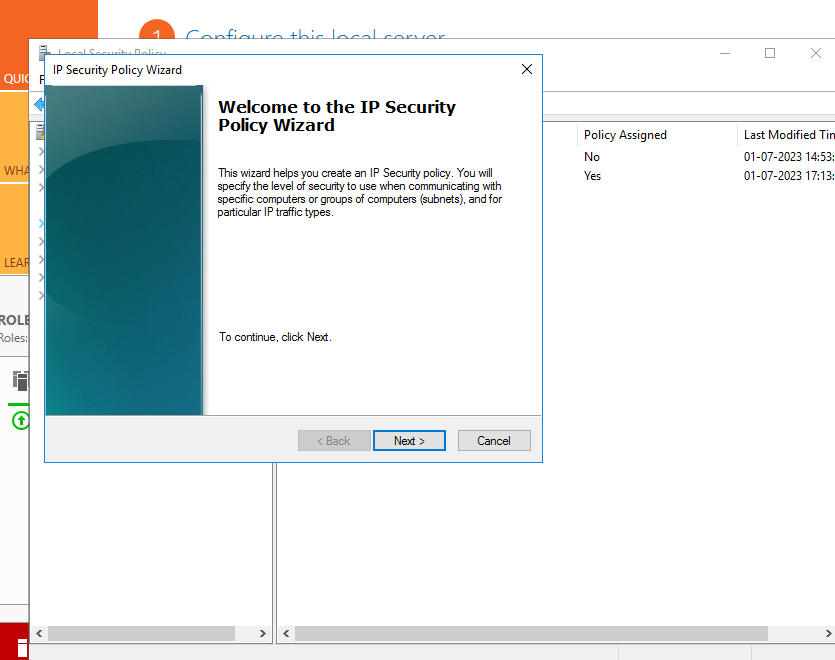 1 Configure this local server
Local Security Policy
QUIC
F
IP Security Policy Wizard
Welcome to the IP Security
Policy Wizard
This wizard helps you create an IP Security policy. You will
specify the level of security to use when communicating with
specific computers or groups of computers (subnets), and for
particular IP traffic types.
To continue, click Next.
< Back
Next >
Cancel
Policy Assigned
Last Modified Tim
No
01-07-2023 14:53:
Yes
01-07-2023 17:13:
WHA
LEAR
ROLE
Roles: